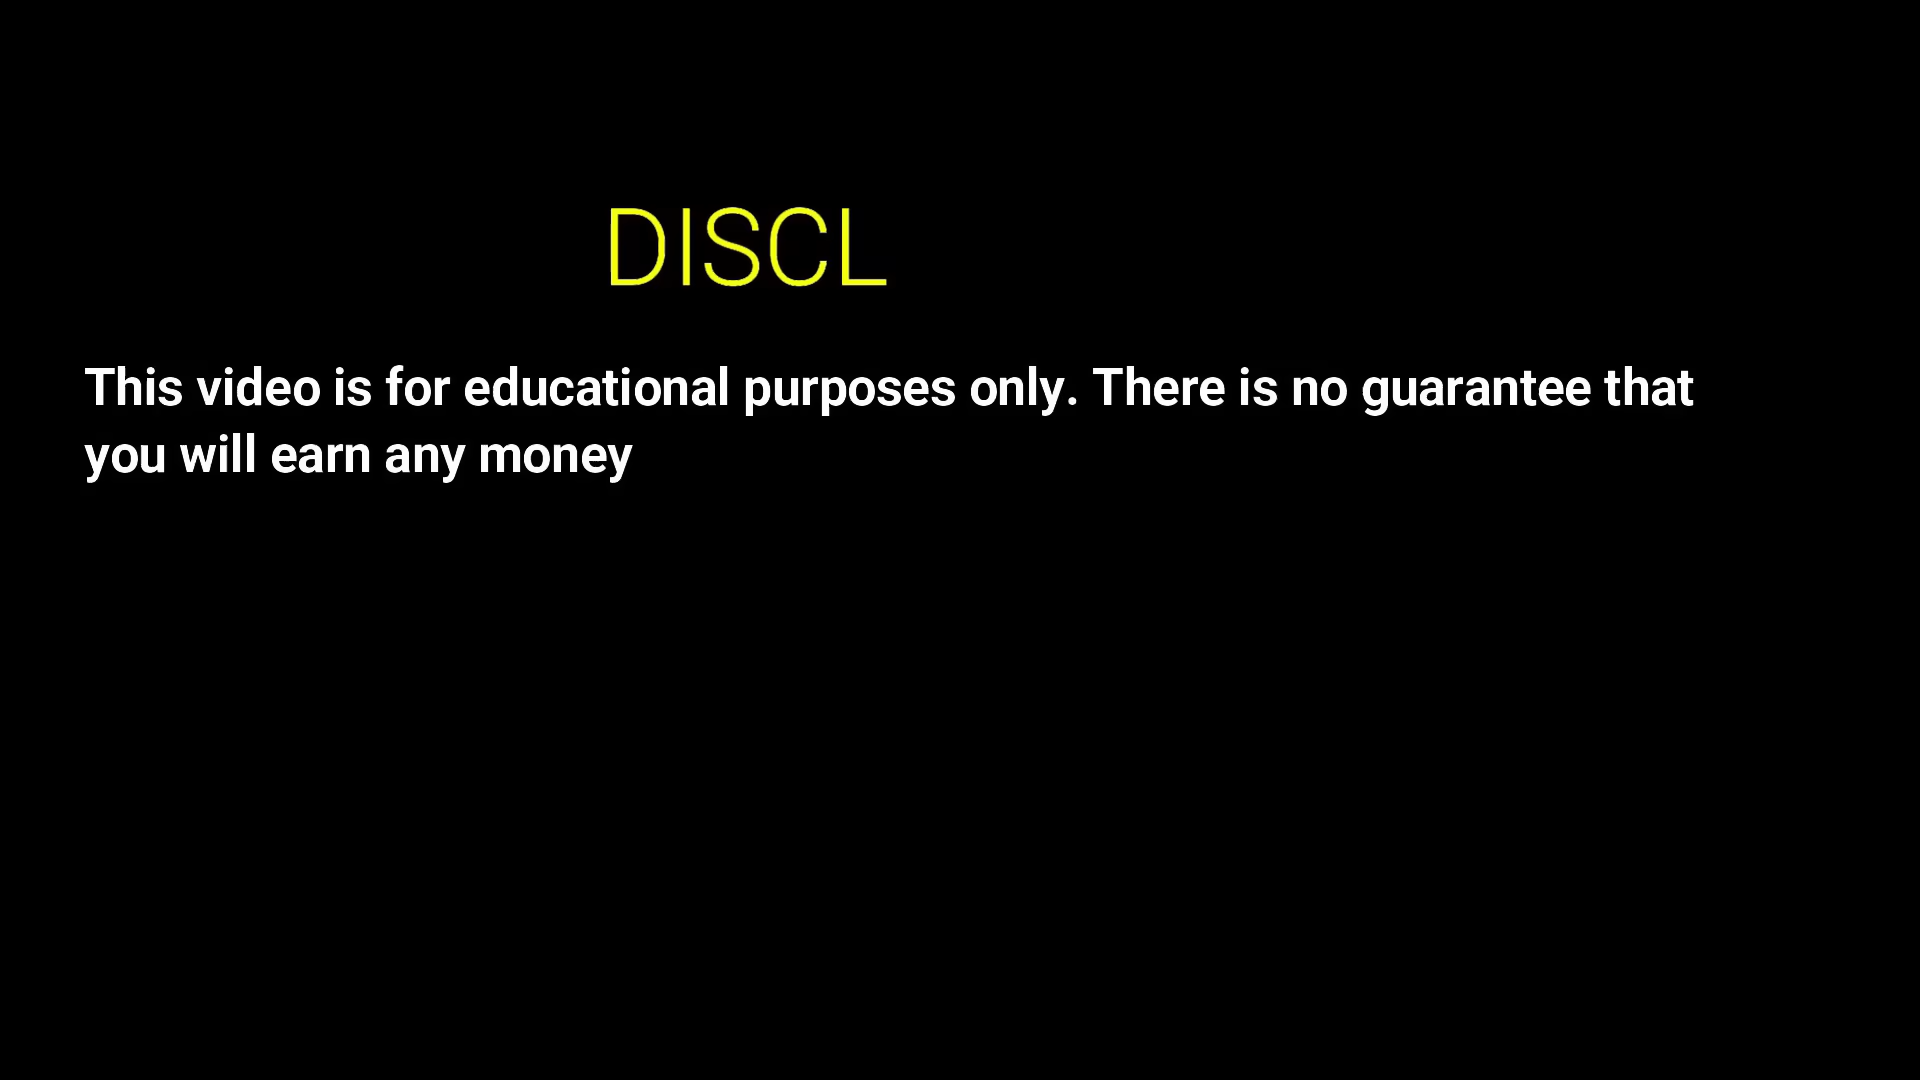 DISCL
This video is for educational purposes only. There is no guarantee that
you will earn any money